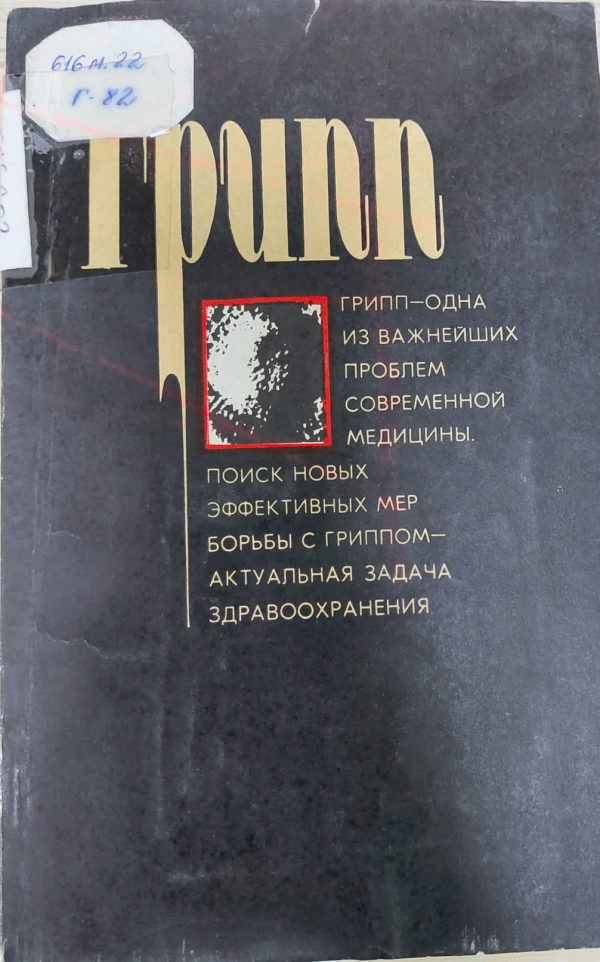 616 м.22
Г-82
Грипп
ГРИПП—ОДНА
ИЗ ВАЖНЕЙШИХ
ПРОБЛЕМ
СОВРЕМЕННОЙ
МЕДИЦИНЫ.
ПОИСК НОВЫХ
ЭФФЕКТИВНЫХ МЕР
БОРЬБЫ С ГРИППОМ—
АКТУАЛЬНАЯ ЗАДАЧА
ЗДРАВООХРАНЕНИЯ